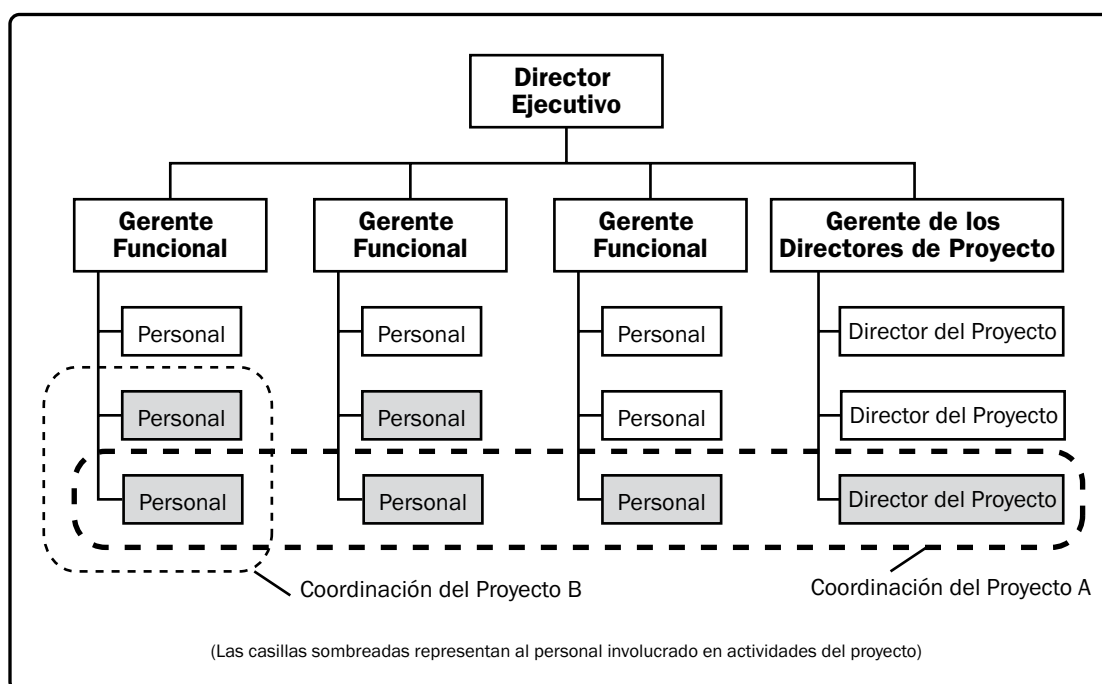 Director
Ejecutivo
Gerente
Funcional
Gerente
Funcional
Gerente
Funcional
Gerente de los
Directores de Proyecto
Personal
Personal
Personal
Director del Proyecto
Personal
Personal
Personal
Director del Proyecto
Personal
Personal
Personal
Director del Proyecto
Coordinación del Proyecto B
Coordinación del Proyecto A
(Las casillas sombreadas representan al personal involucrado en actividades del proyecto)